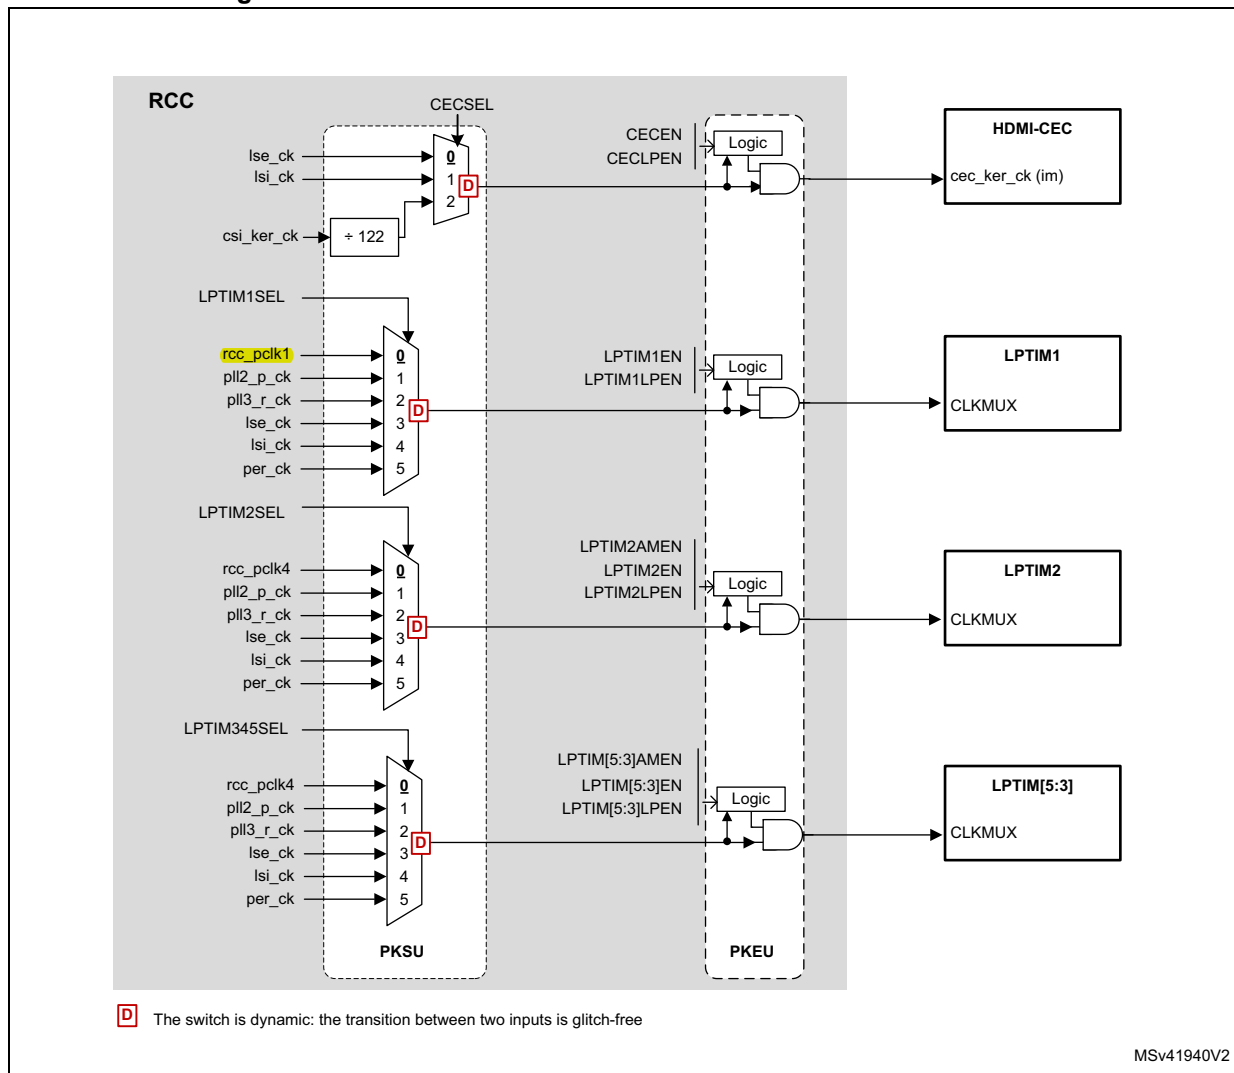 RCC
CECSEL
lse_ck
lsi_ck
csi_ker_ck
÷ 122
0
1
2
D
CECEN
CECLPEN
Logic
HDMI-CEC
cec_ker_ck (im)
LPTIM1SEL
rcc_pclk1
pll2_p_ck
pll3_r_ck
lse_ck
lsi_ck
per_ck
0
1
2
3
4
5
D
LPTIM1EN
LPTIM1LPEN
Logic
LPTIM1
CLKMUX
LPTIM2SEL
rcc_pclk4
pll2_p_ck
pll3_r_ck
lse_ck
lsi_ck
per_ck
0
1
2
3
4
5
D
LPTIM2AMEN
LPTIM2EN
LPTIM2LPEN
Logic
LPTIM2
CLKMUX
LPTIM345SEL
rcc_pclk4
pll2_p_ck
pll3_r_ck
lse_ck
lsi_ck
per_ck
0
1
2
3
4
5
D
LPTIM[5:3]AMEN
LPTIM[5:3]EN
LPTIM[5:3]LPEN
Logic
LPTIM[5:3]
CLKMUX
PKSU
PKEU
D The switch is dynamic: the transition between two inputs is glitch-free
MSv41940V2